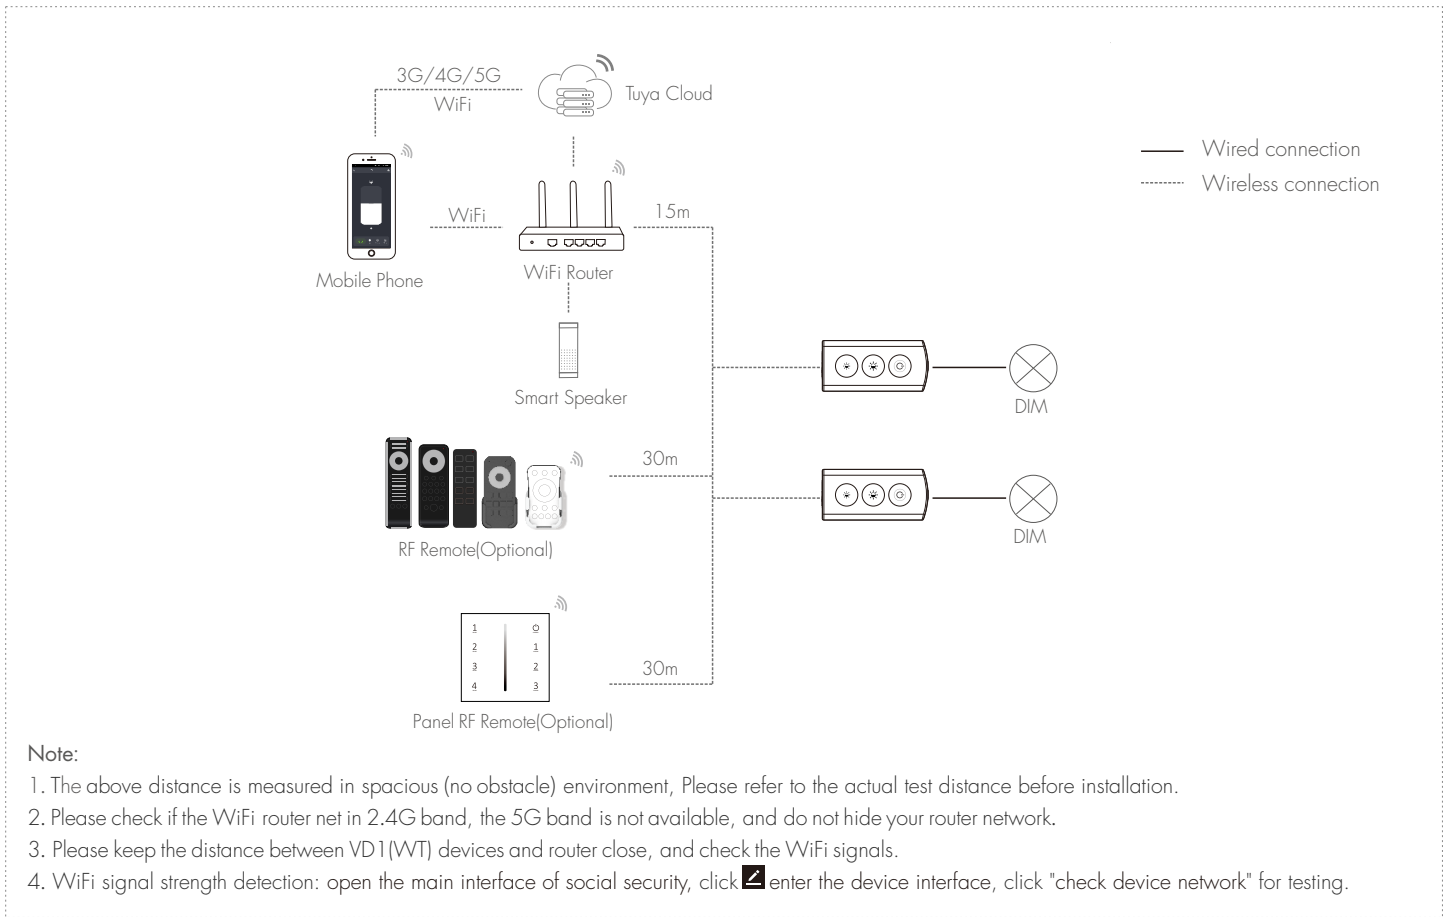 3G/4G/5G
WiFi
Tuya Cloud
Wired connection
Wireless connection
WiFi
15m
WiFi Router
Mobile Phone
Smart Speaker
DIM
30m
RF Remote(Optional)
DIM
1
2
1
3
2
4
3
30m
Panel RF Remote(Optional)
Note:
1. The above distance is measured in spacious (no obstacle) environment, Please refer to the actual test distance before installation.
2. Please check if the WiFi router net in 2.4G band, the 5G band is not available, and do not hide your router network.
3. Please keep the distance between VD1(WT) devices and router close, and check the WiFi signals.
4. WiFi signal strength detection: open the main interface of social security, click enter the device interface, click "check device network" for testing.